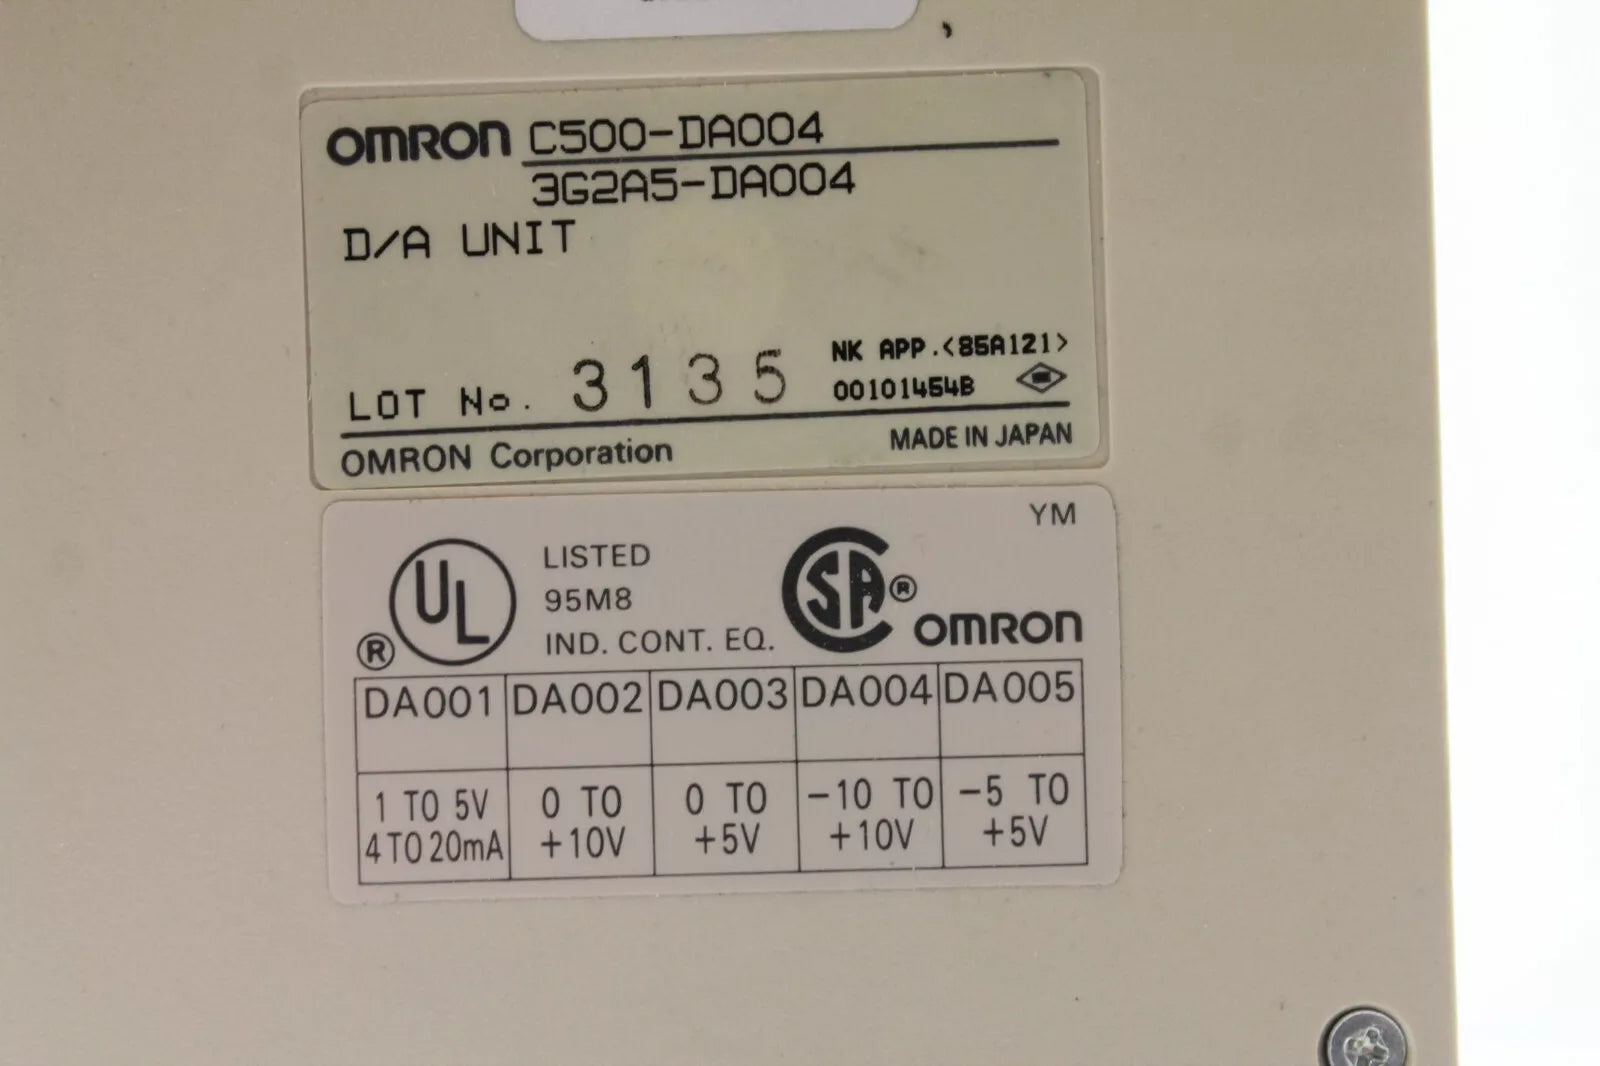 OMRON C500-DA004
3G2A5-DA004
D/A UNIT
NK APP.<85A121>
LOT No. 3135 00101454B
OMRON Corporation MADE IN JAPAN
YM
UL LISTED
95M8
IND. CONT. EQ.
®
CSA ®
OMRON
DA001 DA002 DA003 DA004 DA005
1 TO 5V 0 TO 0 TO -10 TO -5 TO
4 TO 20mA +10V +5V +10V +5V